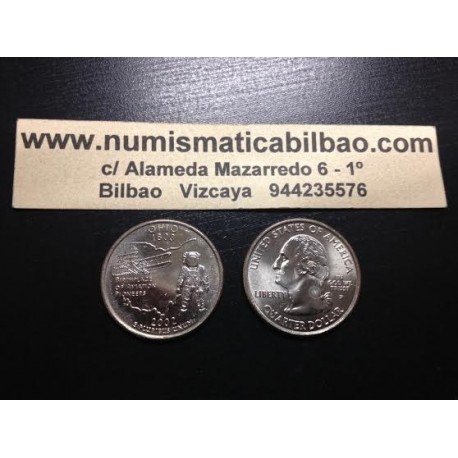 www.numismaticabilbao.com
c/ Alameda Mazarredo 6 - 1º
Bilbao Vizcaya 944235576
OHIO
1803
BIRTHPLACE
OF AVIATION
PIONEERS
2002
E PLURIBUS UNUM
UNITED STATES OF AMERICA
LIBERTY
IN
GOD WE
TRUST
P
QUARTER DOLLAR